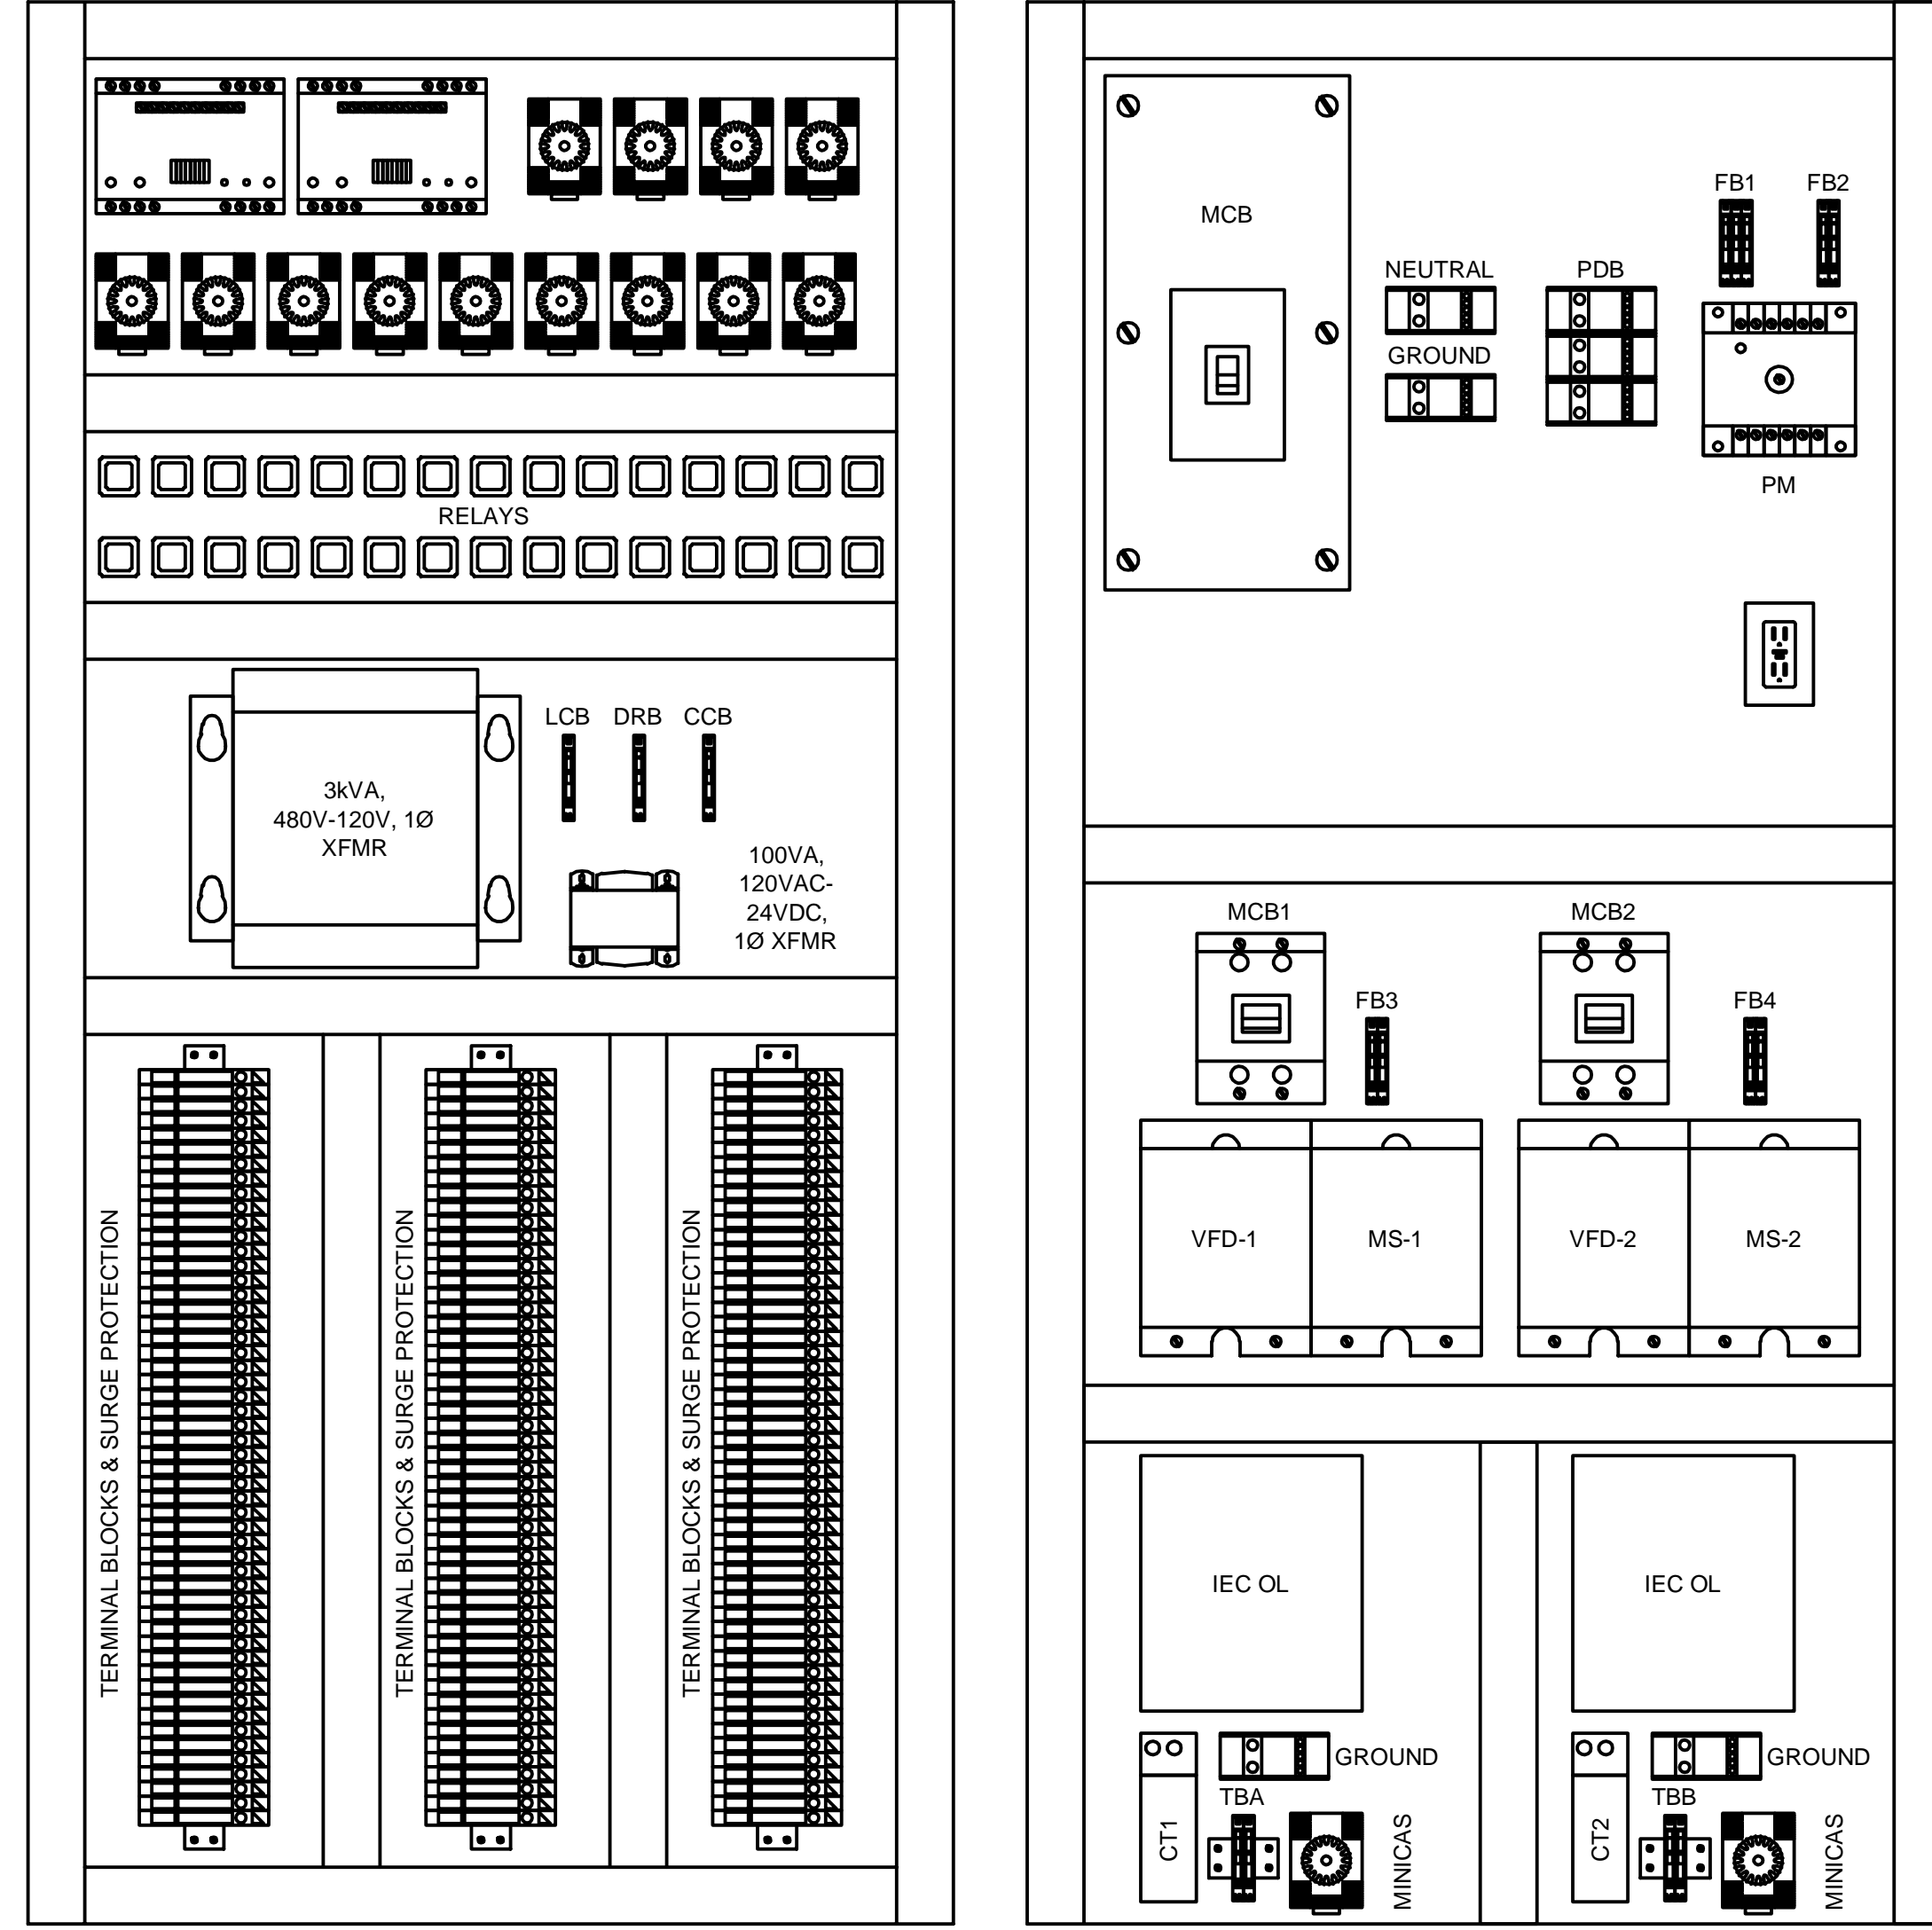 RELAYS
LCB DRB CCB
3kVA,
480V-120V, 1Ø
XFMR
100VA,
120VAC-
24VDC,
1Ø XFMR
TERMINAL BLOCKS & SURGE PROTECTION
TERMINAL BLOCKS & SURGE PROTECTION
TERMINAL BLOCKS & SURGE PROTECTION
MCB
FB1 FB2
NEUTRAL PDB
GROUND
PM
MCB1 MCB2
FB3 FB4
VFD-1 MS-1 VFD-2 MS-2
IEC OL IEC OL
GROUND GROUND
TBA TBB
CT1 MINICAS CT2 MINICAS